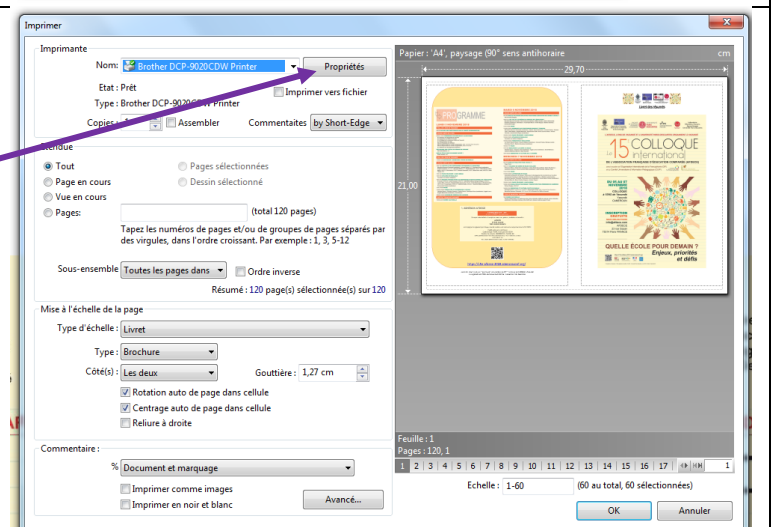 Imprimer
Imprimante
Nom: Brother DCP-9020CDW Printer
Propriétés
Etat : Prêt
Imprimer vers fichier
Type : Brother DCP-9020CDW Printer
Copies :
Assembler
Commentaites
by Short-Edge
Tout
Pages sélectionnées
Page en cours
Dessin sélectionné
Vue en cours
Pages:
(total 120 pages)
Tapez les numéros de pages et/ou de groupes de pages séparés par
des virgules, dans l'ordre croissant. Par exemple : 1, 3, 5-12
Sous-ensemble
Toutes les pages dans
Ordre inverse
Résumé : 120 page(s) sélectionnée(s) sur 120
Mise à l'échelle de la page
Type d'échelle : Livret
Type : Brochure
Côté(s) : Les deux
Gouttière : 1,27 cm
Rotation auto de page dans cellule
Centrage auto de page dans cellule
Reliure à droite
Commentaire :
% Document et marquage
Imprimer comme images
Imprimer en noir et blanc
Avancé...
Papier : 'A4', paysage (90° sens antihoraire
cm
29,70
21,00
PROGRAMME
Le 15 COLLOQUE
international
QUELLE ÉCOLE POUR DEMAIN ?
Enjeux, priorités
et défis
Feuille : 1
Pages : 120, 1
1 2 3 4 5 6 7 8 9 10 11 12 13 14 15 16 17 1
Echelle : 1-60
(60 au total, 60 sélectionnées)
OK
Annuler